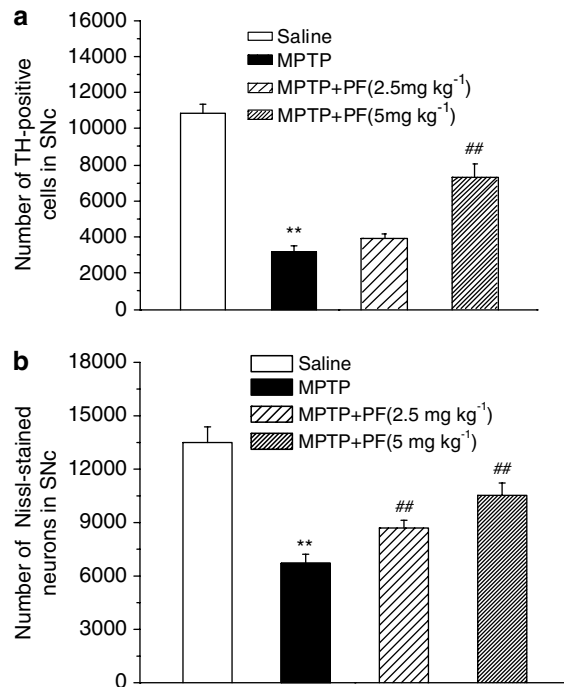 a
16000
14000
12000
10000
8000
6000
4000
2000
0
Number of TH-positive
cells in SNc
Saline
MPTP
MPTP+PF(2.5mg kg⁻¹)
MPTP+PF(5mg kg⁻¹)
**
##
b
18000
15000
12000
9000
6000
3000
0
Number of Nissl-stained
neurons in SNc
Saline
MPTP
MPTP+PF(2.5 mg kg⁻¹)
MPTP+PF(5 mg kg⁻¹)
**
##
##